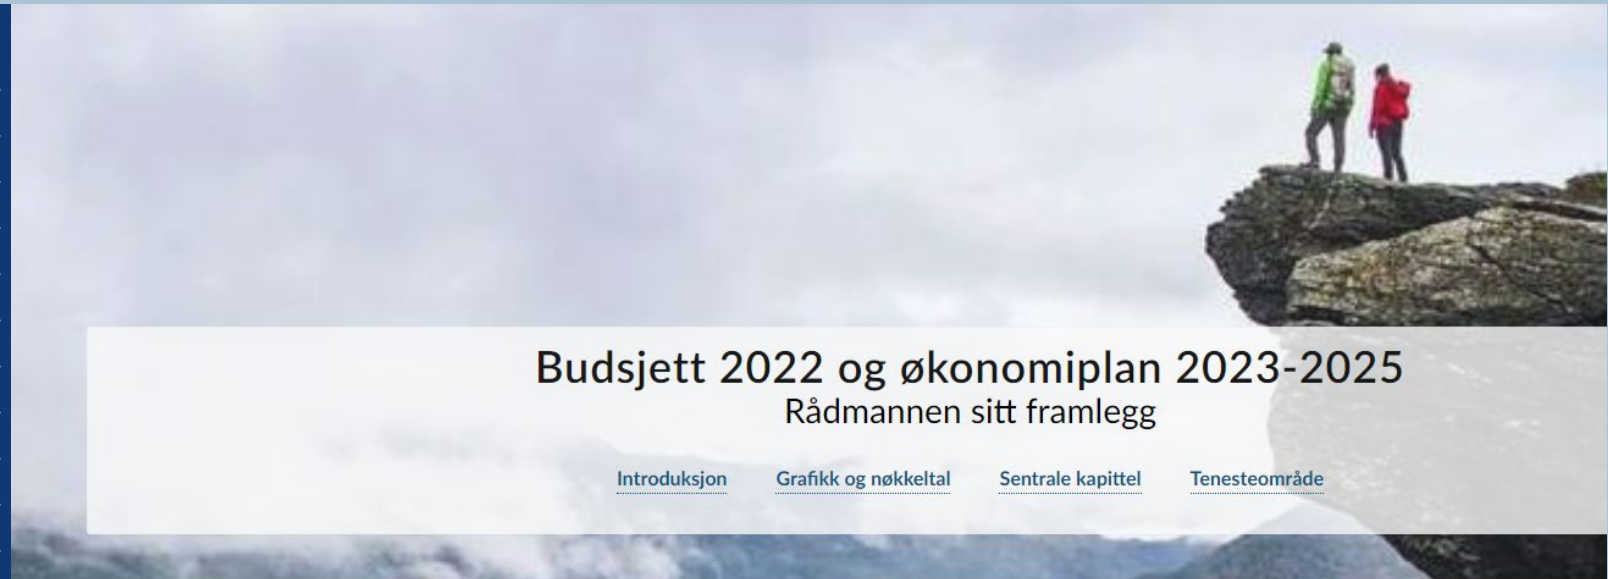 Budsjett 2022 og økonomiplan 2023-2025
Rådmannen sitt framlegg
Introduksjon Grafikk og nøkkeltal Sentrale kapittel Tenesteområde